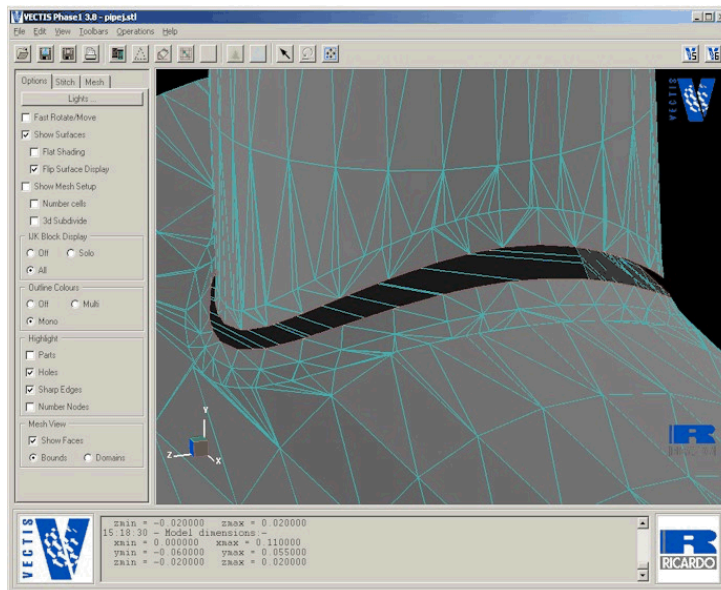 VECTIS Phase1 3.8 - pipej.stl
File Edit View Toolbars Operations Help
V5 V6
Options Stitch Mesh
Lights ...
Fast Rotate/Move
Show Surfaces
Flat Shading
Flip Surface Display
Show Mesh Setup
Number cells
3d Subdivide
IJK Block Display
Off Solo
All
Outline Colours
Off Multi
Mono
Highlight
Parts
Holes
Sharp Edges
Number Nodes
Mesh View
Show Faces
Bounds Domains
VECTIS
Y
Z
X
VECTIS
zmin = -0.020000 zmax = 0.020000
15:18:30 - Model dimensions:-
xmin = 0.000000 xmax = 0.110000
ymin = -0.060000 ymax = 0.055000
zmin = -0.020000 zmax = 0.020000
R
RICARDO